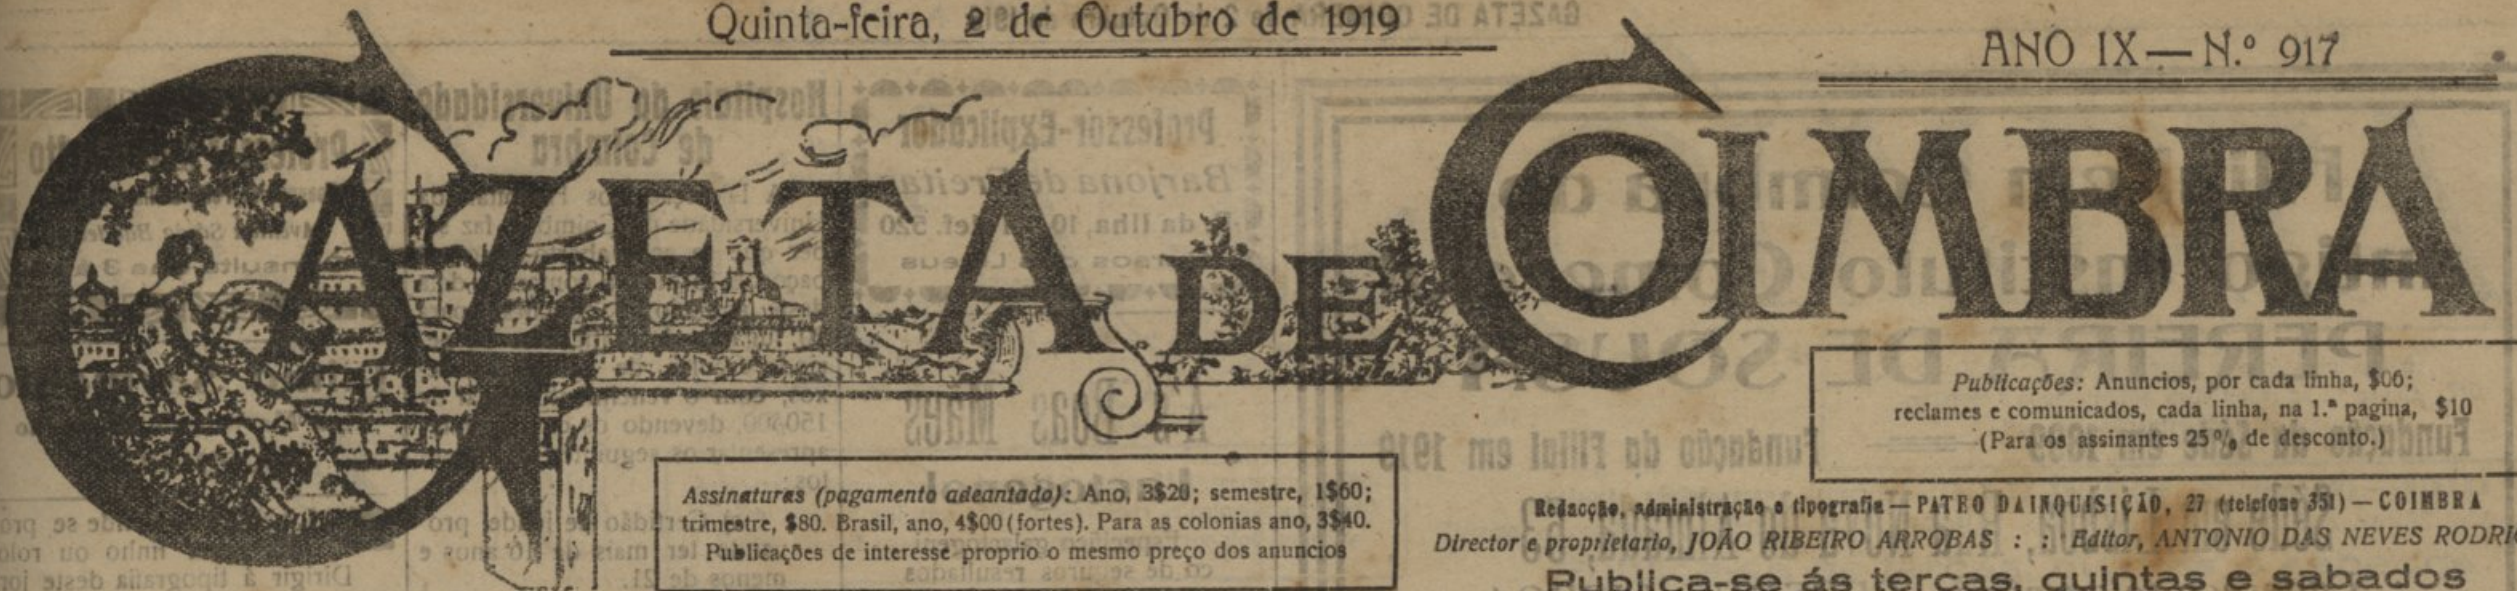 Quinta-feira, 2 de Outubro de 1919
ANO IX — N.º 917
GAZETA DE COIMBRA
Publicações: Anuncios, por cada linha, $06;
reclames e comunicados, cada linha, na 1.ª pagina, $10
(Para os assinantes 25% de desconto.)
Assinaturas (pagamento adeantado): Ano, 3$20; semestre, 1$60;
trimestre, $80. Brasil, ano, 4$00 (fortes). Para as colonias ano, 3$40.
Publicações de interesse proprio o mesmo preço dos anuncios
Redacção, administração e tipografia — PATEO DA INQUISIÇÃO, 27 (telefone 351) — COIMBRA
Director e proprietario, JOÃO RIBEIRO ARROBAS : : Editor, ANTONIO DAS NEVES
Publica-se ás terças, quintas e sabados